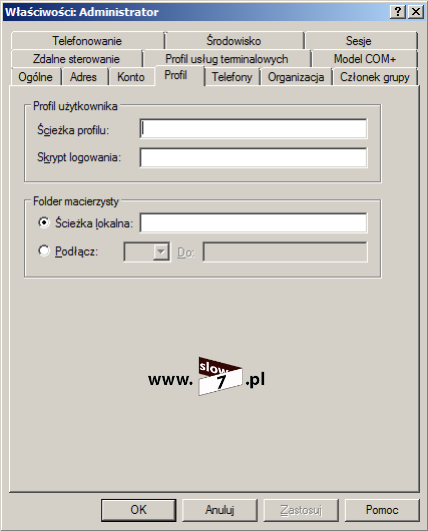 Właściwości: Administrator
Telefonowanie Środowisko Sesje
Zdalne sterowanie Profil usług terminalowych Model COM+
Ogólne Adres Konto Profil Telefony Organizacja Członek grupy
Profil użytkownika
Ścieżka profilu:
Skrypt logowania:
Folder macierzysty
Ścieżka lokalna:
Podłącz: Do:
www. slow 7 .pl
OK Anuluj Zastosuj Pomoc